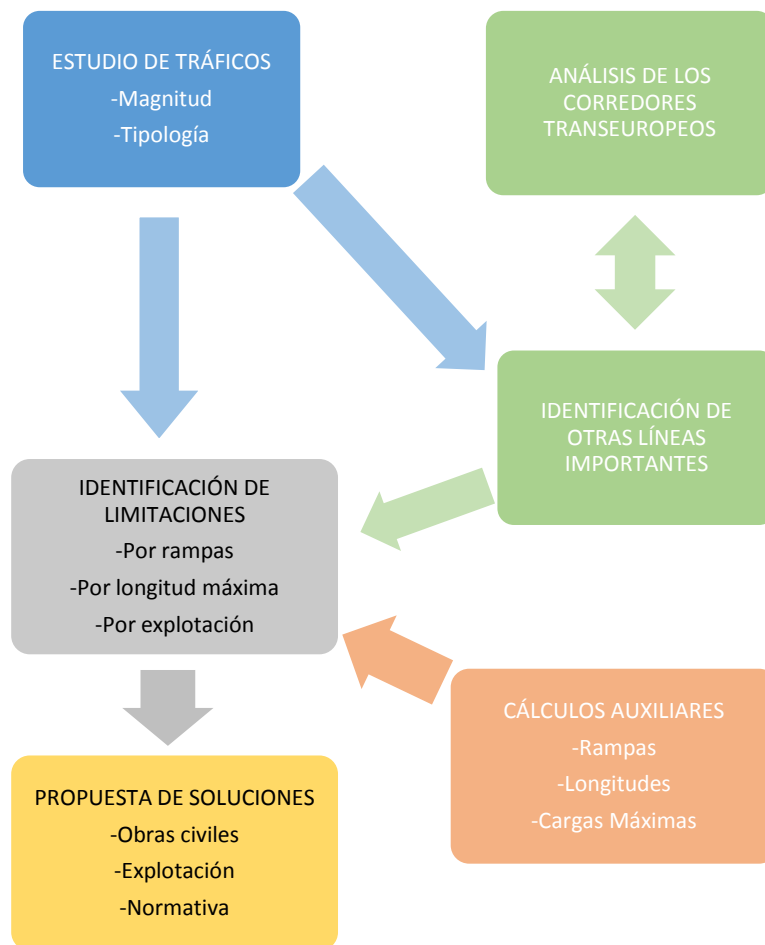 ESTUDIO DE TRÁFICOS
-Magnitud
-Tipología
ANÁLISIS DE LOS
CORREDORES
TRANSEUROPEOS
IDENTIFICACIÓN DE
OTRAS LÍNEAS
IMPORTANTES
IDENTIFICACIÓN DE
LIMITACIONES
-Por rampas
-Por longitud máxima
-Por explotación
CÁLCULOS AUXILIARES
-Rampas
-Longitudes
-Cargas Máximas
PROPUESTA DE SOLUCIONES
-Obras civiles
-Explotación
-Normativa